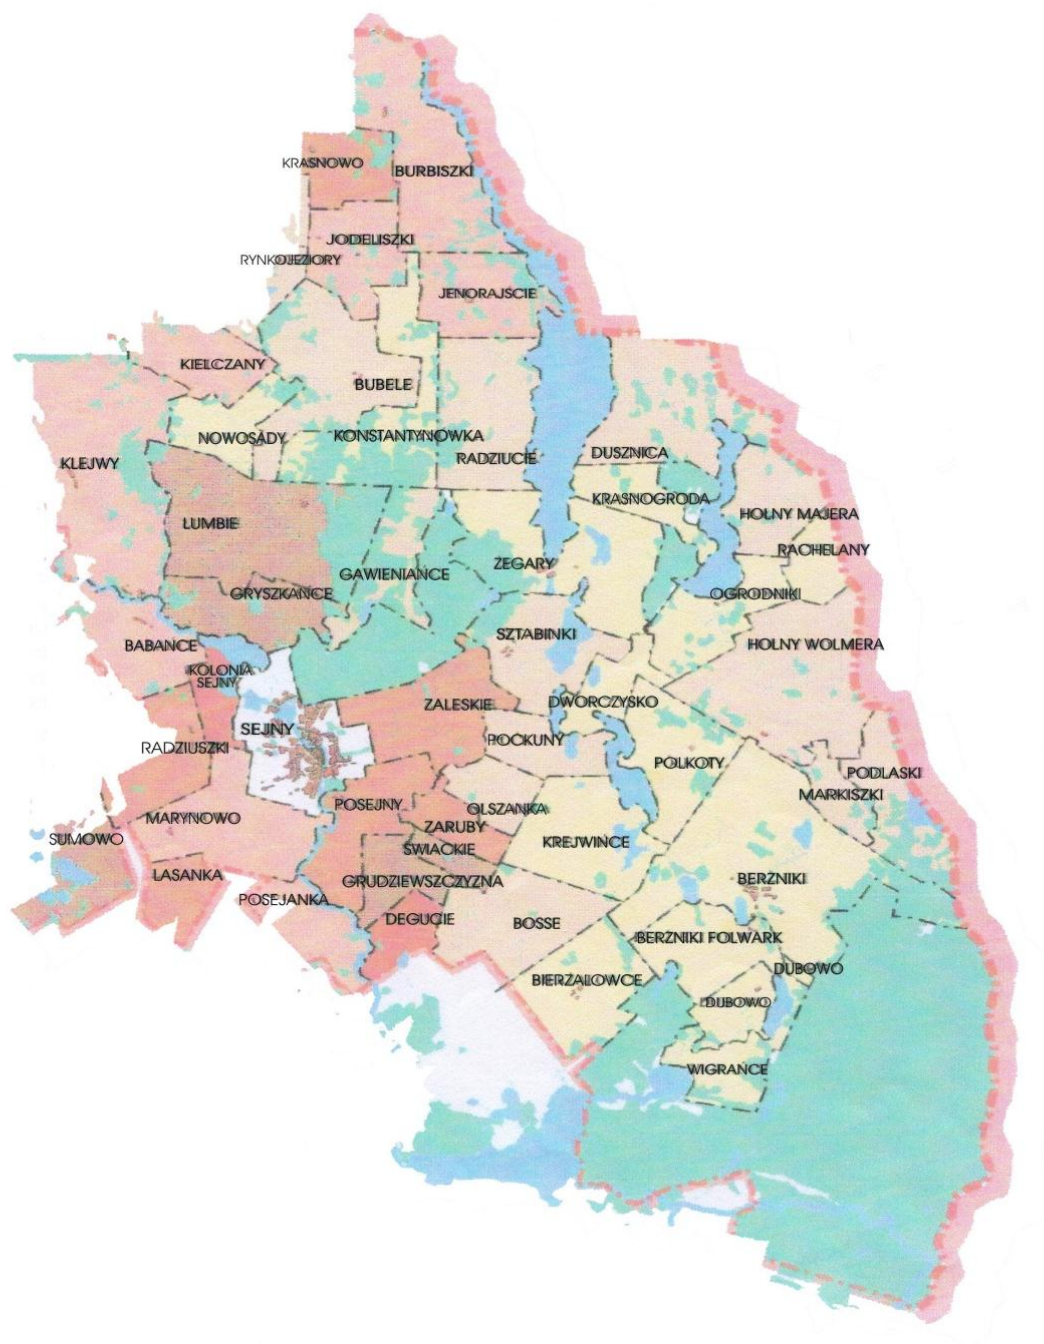 KRASNOWO
BURBISZKI
JODELISZKI
RYNKOJEZIORY
JENORAJSCIE
KIELCZANY
BUBELE
NOWOSADY
KONSTANTYNOWKA
RADZIUCIE
DUSZNICA
KLEJWY
KRASNOGRODA
HOLNY MAJERA
LUMBIE
RACHELANY
ZEGARY
GAWIENIANCE
GRYSZKANCE
OGRODNIKI
SZTABINKI
BABANCE
HOLNY WOLMERA
KOLONIA
SEJNY
ZALESKIE
DWORCZYSKO
SEJNY
POCKUNY
RADZIUSZKI
POLKOTY
PODLASKI
MARKISZKI
POSEJNY
OLSZANKA
MARYNOWO
ZARUBY
SUMOWO
KREJWINCE
SWIACKIE
LASANKA
GRUDZIEWSZCZYZNA
BERZNIKI
POSEJANKA
DEGUCIE
BOSSE
BERZNIKI FOLWARK
DUBOWO
BIERZALOWCE
DUBOWO
WIGRANCE